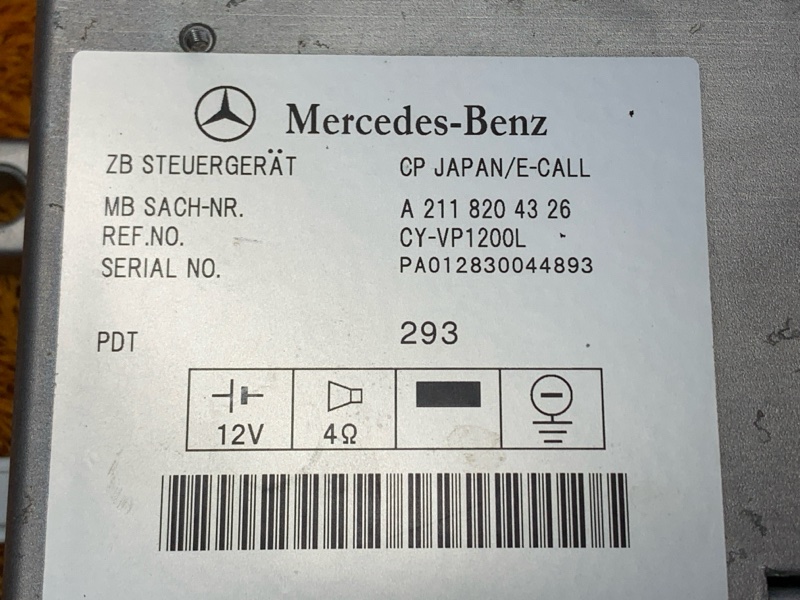 Mercedes-Benz
ZB STEUERGERÄT CP JAPAN/E-CALL
MB SACH-NR. A 211 820 43 26
REF.NO. CY-VP1200L
SERIAL NO. PA012830044893
PDT 293
12V 4Ω